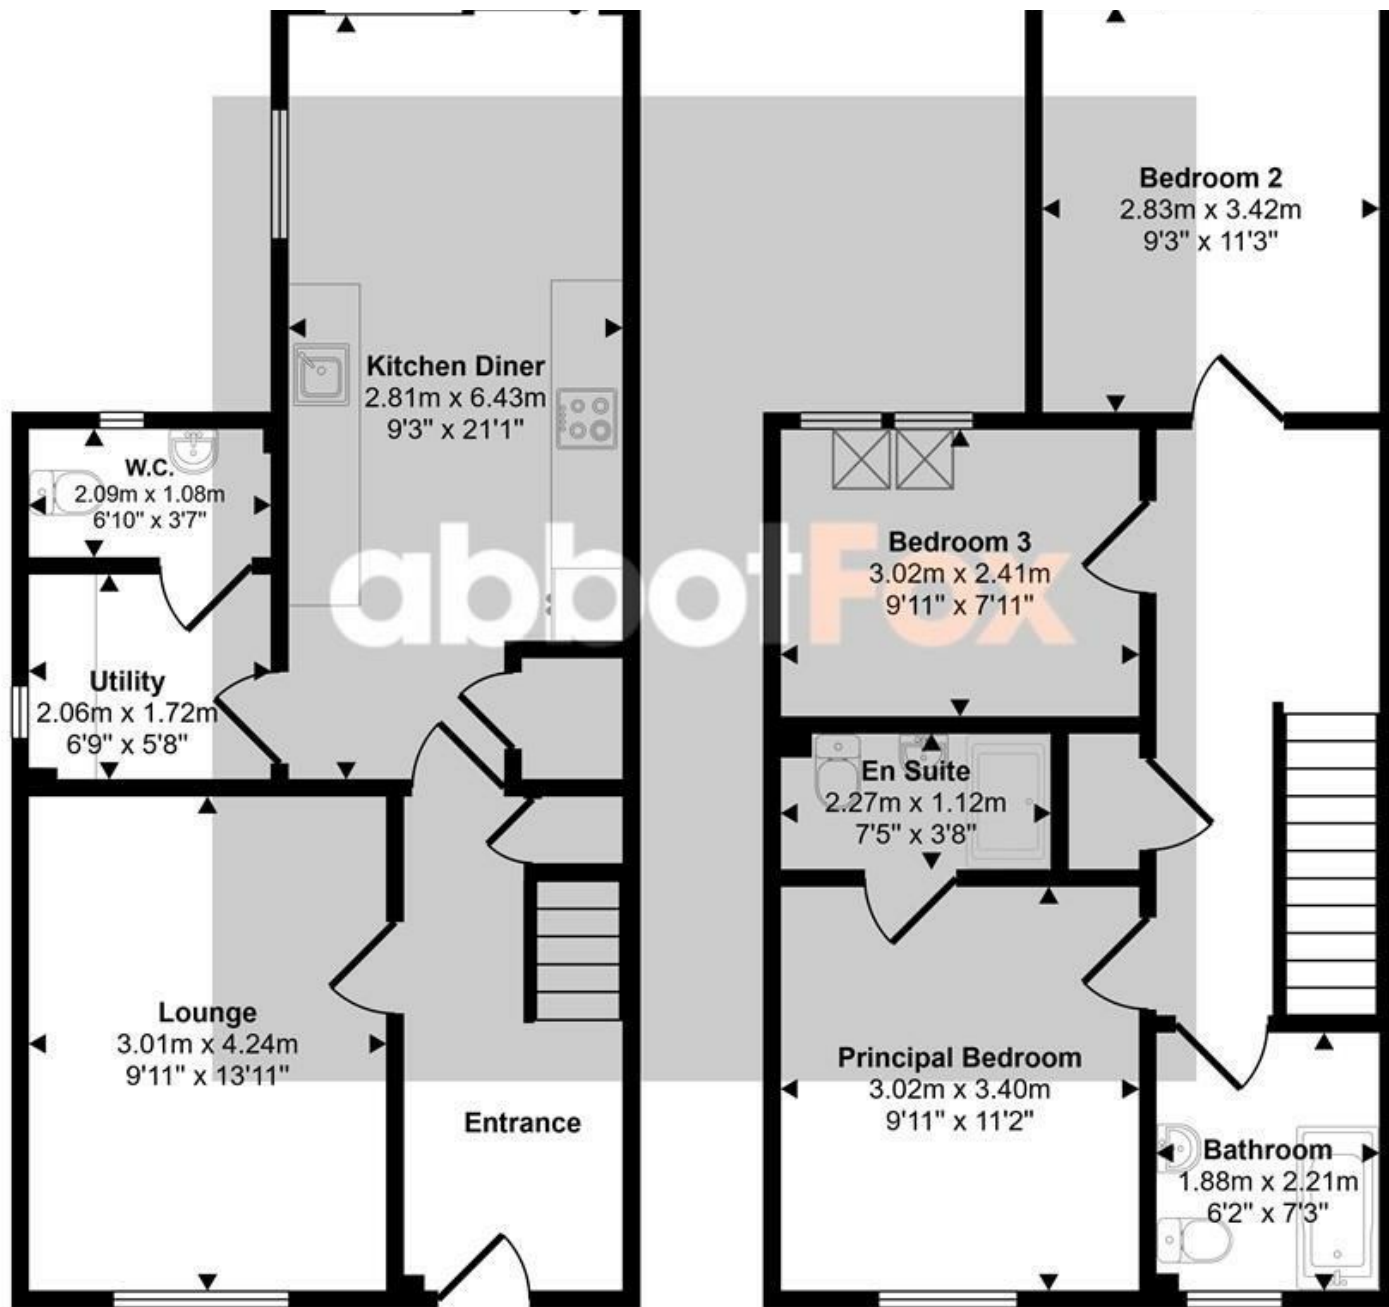 Kitchen Diner
2.81m x 6.43m
9'3" x 21'1"
W.C.
2.09m x 1.08m
6'10" x 3'7"
Utility
2.06m x 1.72m
6'9" x 5'8"
Lounge
3.01m x 4.24m
9'11" x 13'11"
Entrance
abbotFox
Bedroom 2
2.83m x 3.42m
9'3" x 11'3"
Bedroom 3
3.02m x 2.41m
9'11" x 7'11"
En Suite
2.27m x 1.12m
7'5" x 3'8"
Principal Bedroom
3.02m x 3.40m
9'11" x 11'2"
Bathroom
1.88m x 2.21m
6'2" x 7'3"